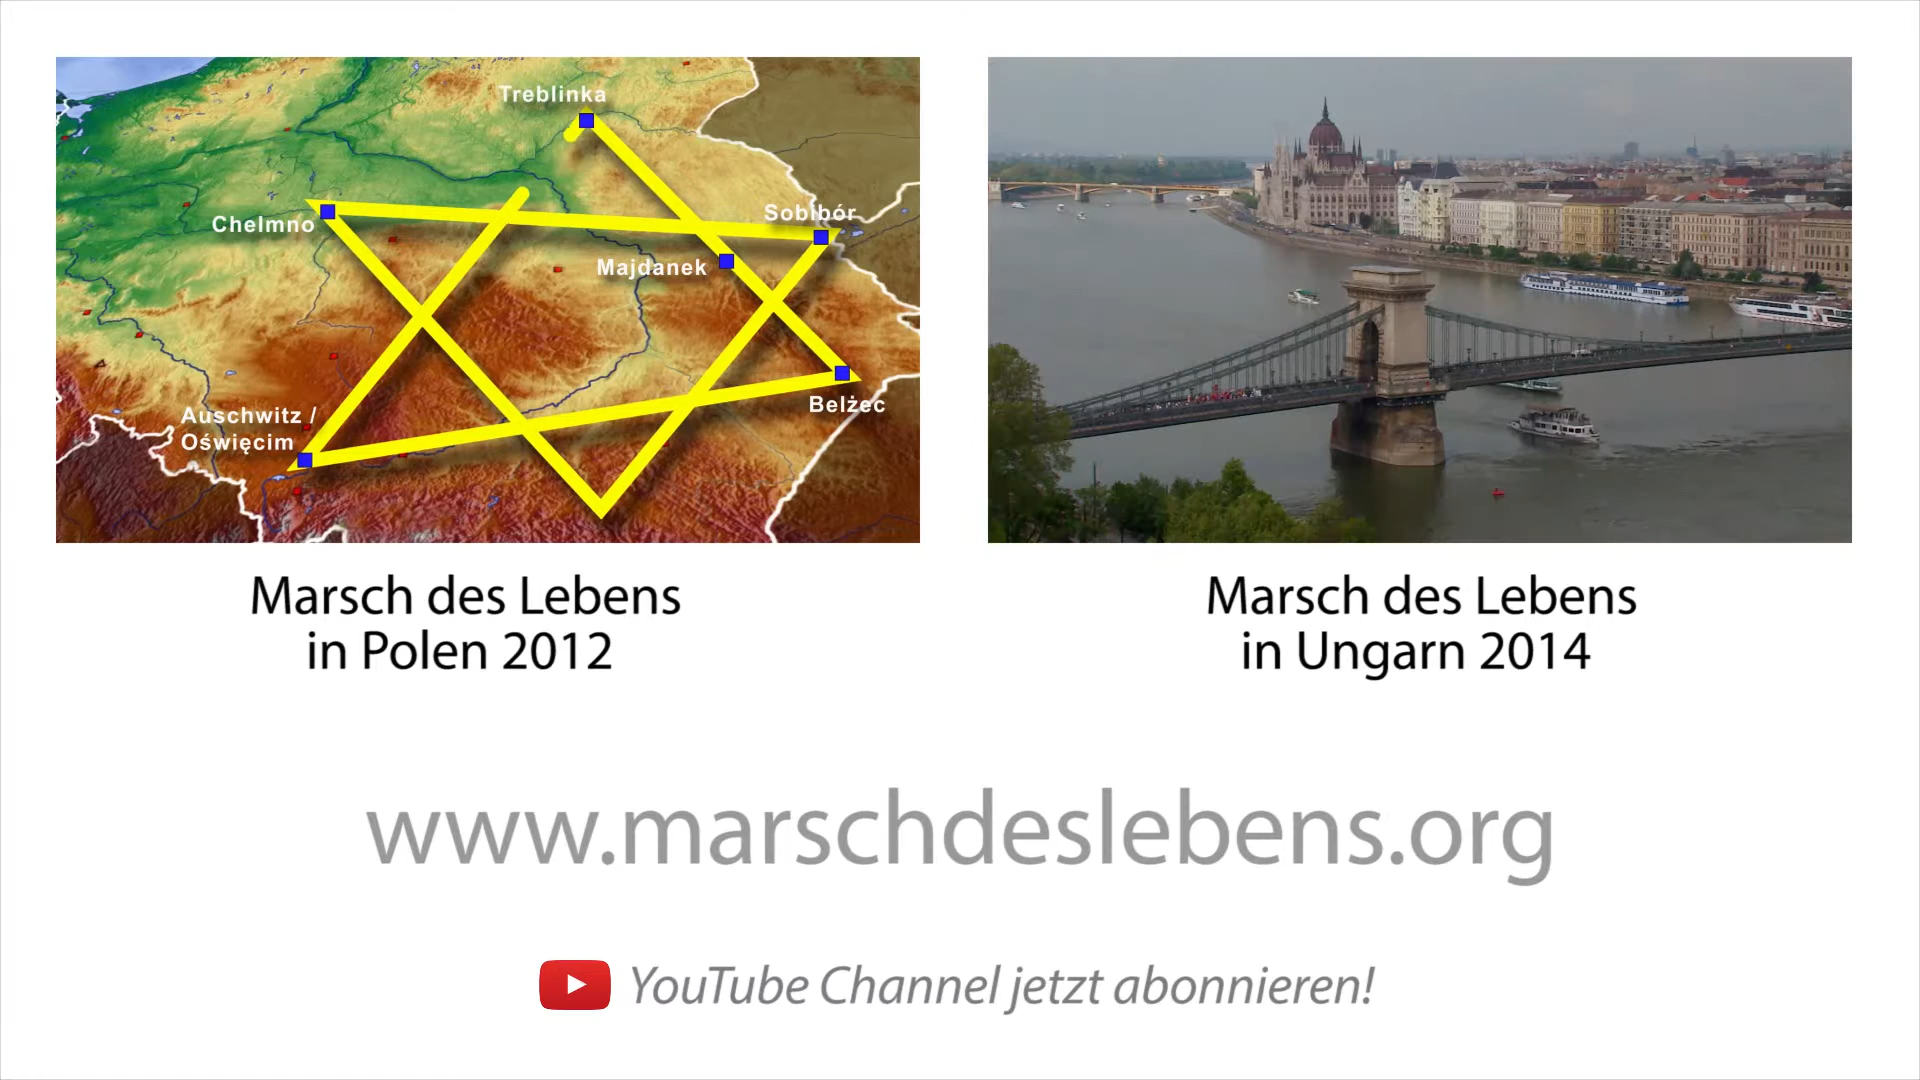 Treblinka
Chelmno
Sobibór
Majdanek
Auschwitz /
Oświęcim
Belżec
Marsch des Lebens
in Polen 2012
Marsch des Lebens
in Ungarn 2014
www.marschdeslebens.org
YouTube Channel jetzt abonnieren!